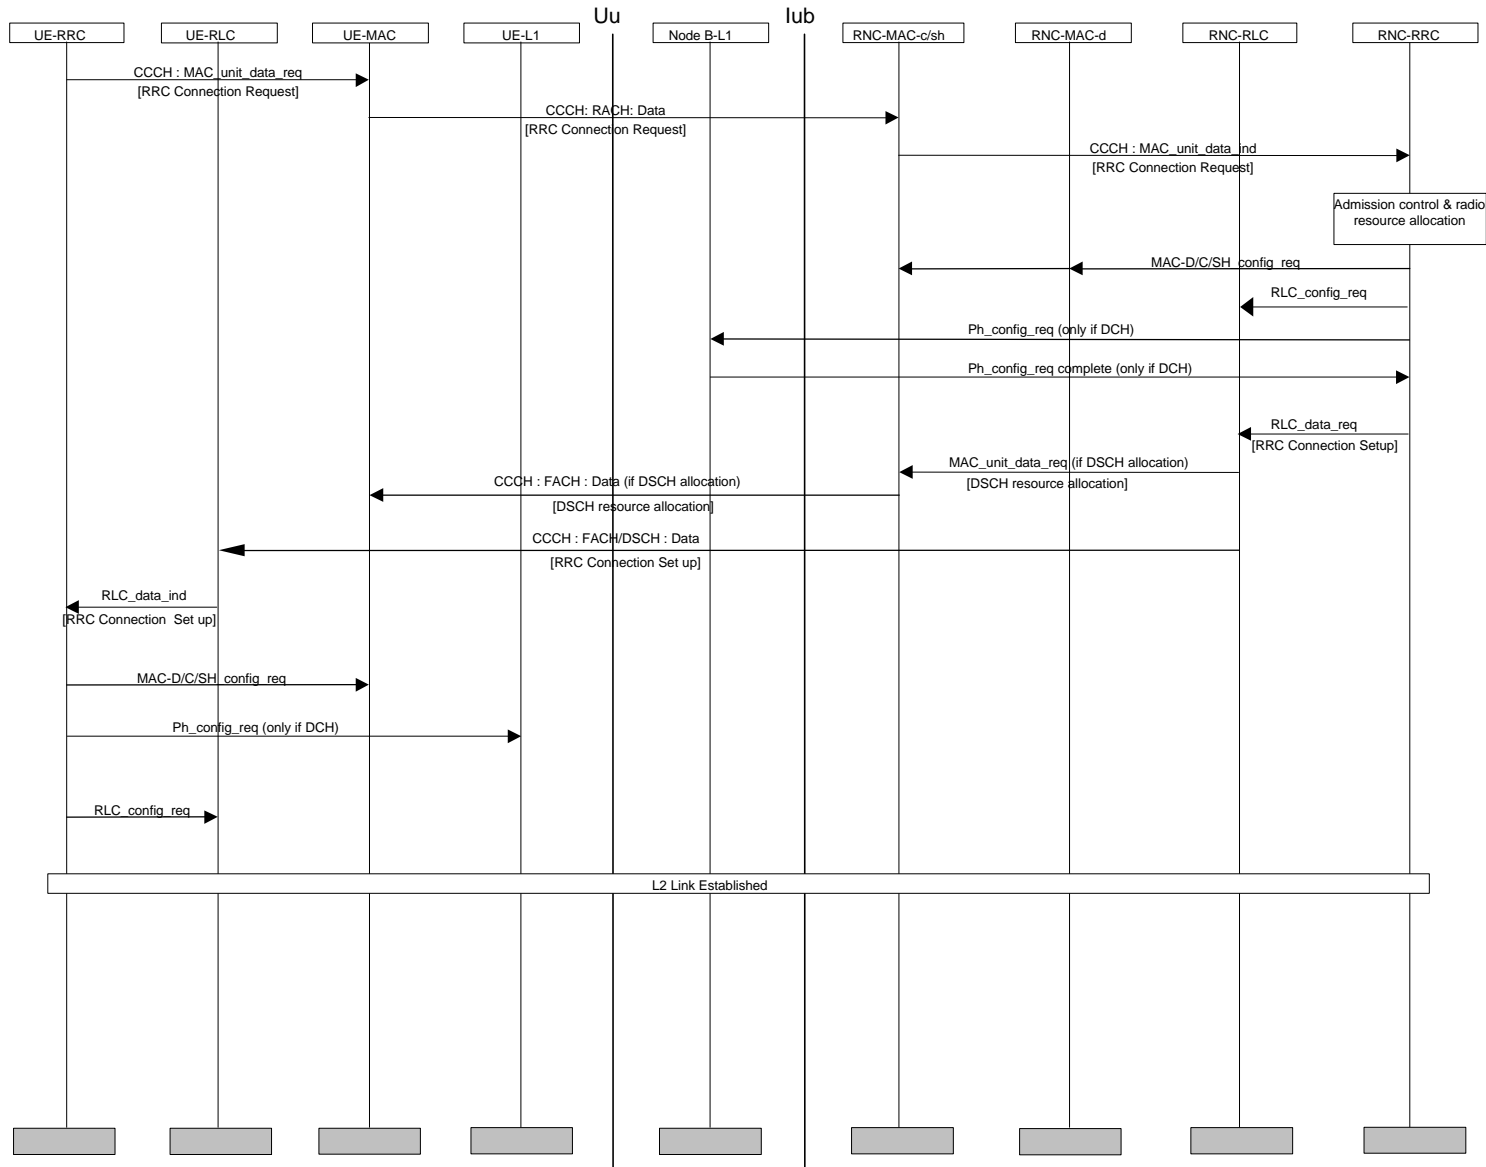 Uu
Iub
UE-RRC
UE-RLC
UE-MAC
UE-L1
Node B-L1
RNC-MAC-c/sh
RNC-MAC-d
RNC-RLC
RNC-RRC
CCCH : MAC_unit_data_req
[RRC Connection Request]
CCCH: RACH: Data
[RRC Connection Request]
CCCH : MAC_unit_data_ind
[RRC Connection Request]
Admission control & radio
resource allocation
MAC-D/C/SH_config_req
RLC_config_req
Ph_config_req (only if DCH)
Ph_config_req complete (only if DCH)
RLC_data_req
[RRC Connection Setup]
MAC_unit_data_req (if DSCH allocation)
[DSCH resource allocation]
CCCH : FACH : Data (if DSCH allocation)
[DSCH resource allocation]
CCCH : FACH/DSCH : Data
[RRC Connection Set up]
RLC_data_ind
[RRC Connection  Set up]
MAC-D/C/SH_config_req
Ph_config_req (only if DCH)
RLC_config_req
L2 Link Established